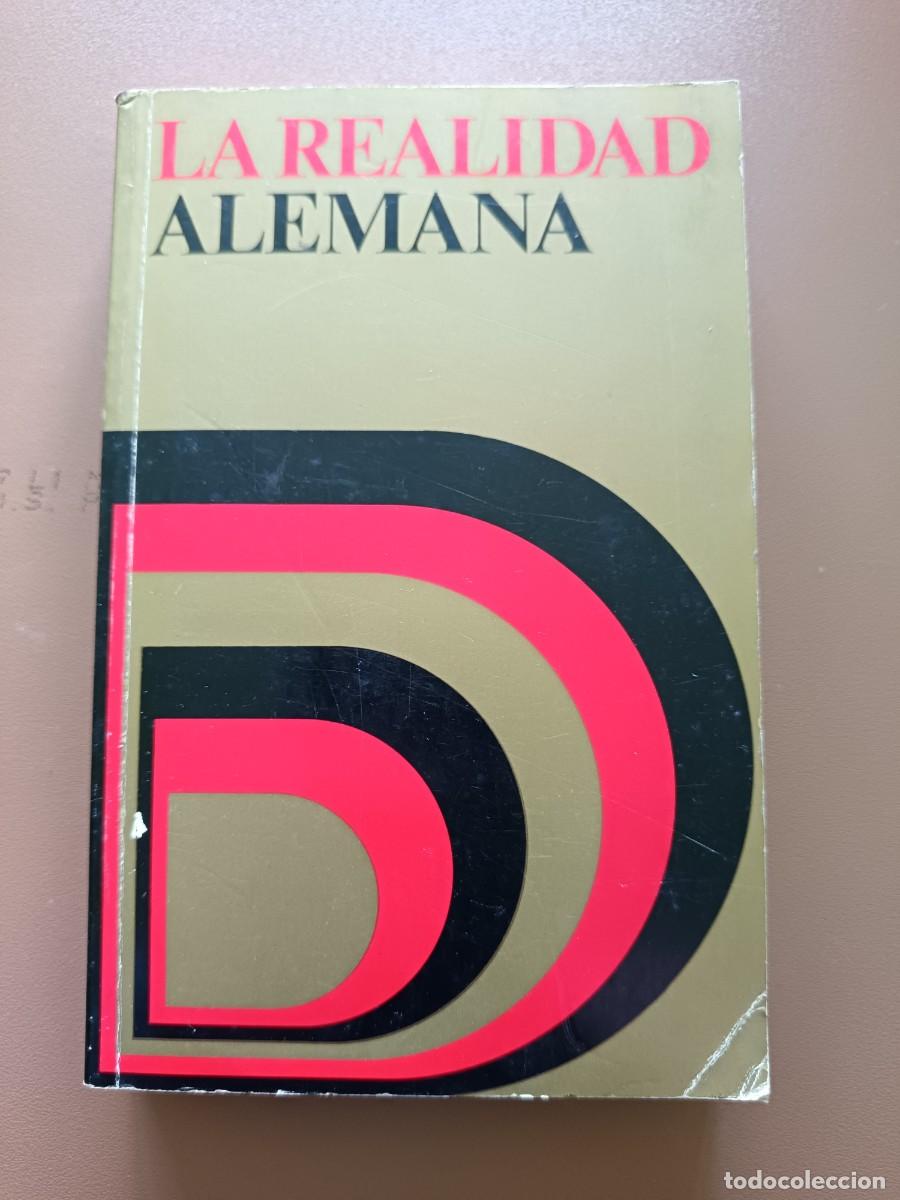 LA REALIDAD
ALEMANA
todocoleccion